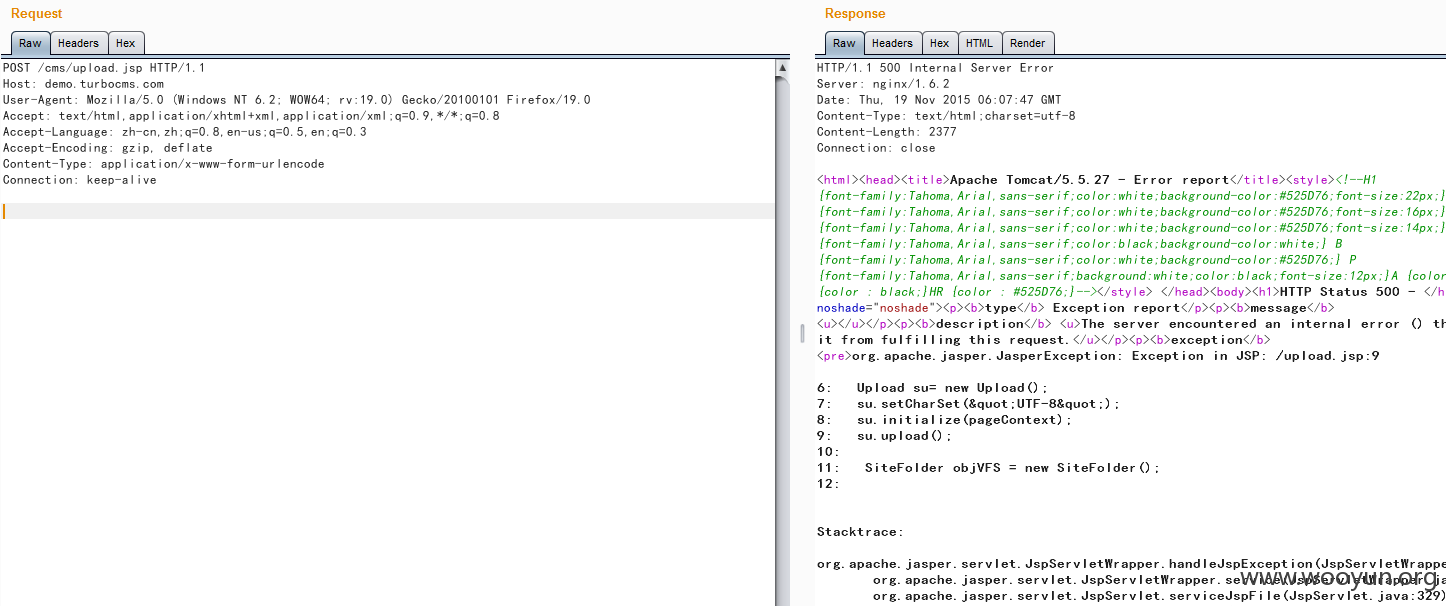 Request
Raw Headers Hex
POST /cms/upload.jsp HTTP/1.1
Host: demo.turbocms.com
User-Agent: Mozilla/5.0 (Windows NT 6.2; WOW64; rv:19.0) Gecko/20100101 Firefox/19.0
Accept: text/html,application/xhtml+xml,application/xml;q=0.9,*/*;q=0.8
Accept-Language: zh-cn,zh;q=0.8,en-us;q=0.5,en;q=0.3
Accept-Encoding: gzip, deflate
Content-Type: application/x-www-form-urlencode
Connection: keep-alive
Response
Raw Headers Hex HTML Render
HTTP/1.1 500 Internal Server Error
Server: nginx/1.6.2
Date: Thu, 19 Nov 2015 06:07:47 GMT
Content-Type: text/html;charset=utf-8
Content-Length: 2377
Connection: close
<html><head><title>Apache Tomcat/5.5.27 - Error report</title><style><!--H1
{font-family:Tahoma,Arial,sans-serif;color:white;background-color:#525D76;font-size:22px;}
{font-family:Tahoma,Arial,sans-serif;color:white;background-color:#525D76;font-size:16px;}
{font-family:Tahoma,Arial,sans-serif;color:white;background-color:#525D76;font-size:14px;}
{font-family:Tahoma,Arial,sans-serif;color:black;background-color:white;} B
{font-family:Tahoma,Arial,sans-serif;color:white;background-color:#525D76;} P
{font-family:Tahoma,Arial,sans-serif;background:white;color:black;font-size:12px;}A {color
{color : black;}HR {color : #525D76;}--></style> </head><body><h1>HTTP Status 500 - </h
noshade="noshade"><p><b>type</b> Exception report</p><p><b>message</b>
<u></u></p><p><b>description</b> <u>The server encountered an internal error () th
it from fulfilling this request.</u></p><p><b>exception</b>
<pre>org.apache.jasper.JasperException: Exception in JSP: /upload.jsp:9
6:   Upload su= new Upload();
7:   su.setCharSet(&quot;UTF-8&quot;);
8:   su.initialize(pageContext);
9:   su.upload();
10:
11:    SiteFolder objVFS = new SiteFolder();
12:
Stacktrace:
org.apache.jasper.servlet.JspServletWrapper.handleJspException(JspServletWrappe
org.apache.jasper.servlet.JspServletWrapper.service(JspServletWrapper.ja
org.apache.jasper.servlet.JspServlet.serviceJspFile(JspServlet.java:329)
www.wooyun.org